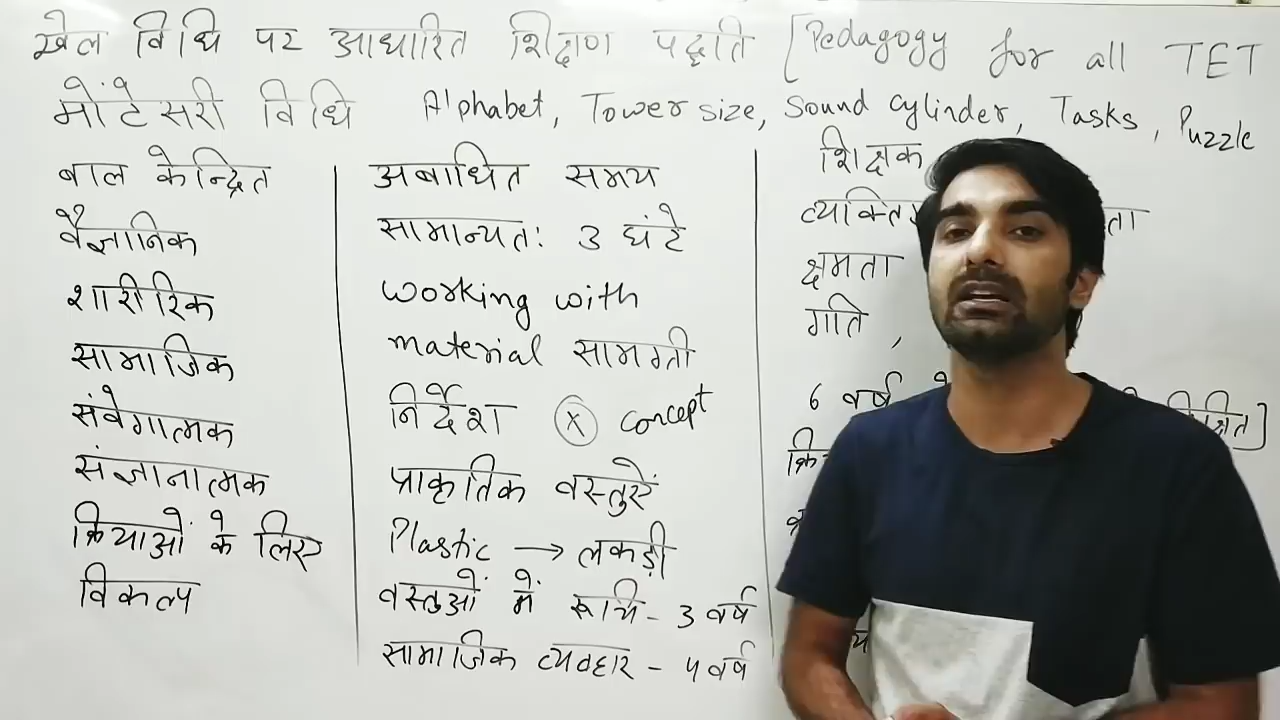 खेल विधि पर आधारित शिक्षण पद्धति [Pedagogy for all TET
मोंटेसरी विधि Alphabet, Tower size, Sound cylinder, Tasks, Puzzle
बाल केन्द्रित
वैज्ञानिक
शारीरिक
सामाजिक
संवेगात्मक
संज्ञानात्मक
क्रियाओं के लिए
विकल्प
अबाधित समय
सामान्यतः 3 घंटे
working with
material सामग्री
निर्देश (x) concept
प्राकृतिक वस्तुएँ
Plastic → लकड़ी
वस्तुओं में रूचि - 3 वर्ष
सामाजिक व्यवहार - 4 वर्ष
शिक्षक
क्षमता
गति ,
6 वर्ष